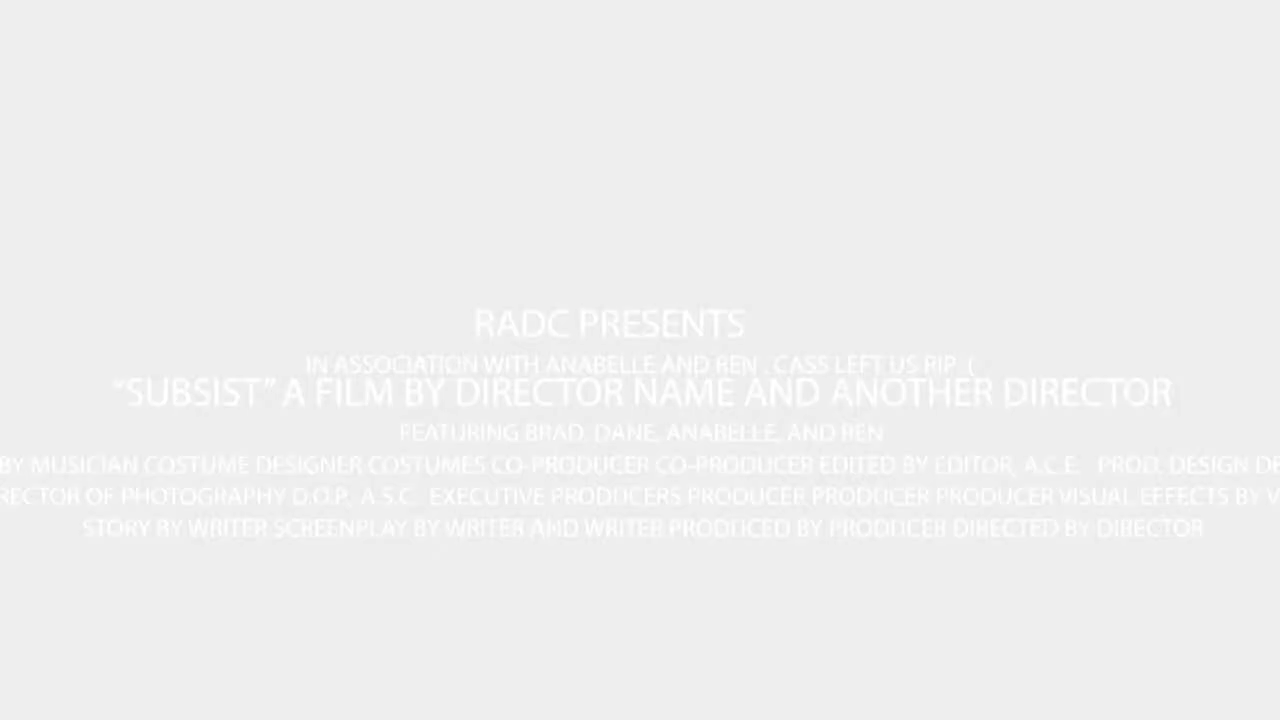 RADC PRESENTS
IN ASSOCIATION WITH ANABELLE AND REN . CASS LEFT US RIP :(
“SUBSIST” A FILM BY DIRECTOR NAME AND ANOTHER DIRECTOR
FEATURING BRAD, DANE, ANABELLE, AND REN
BY MUSICIAN COSTUME DESIGNER COSTUMES CO-PRODUCER CO-PRODUCER EDITED BY EDITOR, A.C.E. PROD. DESIGN DE
RECTOR OF PHOTOGRAPHY D.O.P., A.S.C. EXECUTIVE PRODUCERS PRODUCER PRODUCER PRODUCER VISUAL EFFECTS BY V
STORY BY WRITER SCREENPLAY BY WRITER AND WRITER PRODUCED BY PRODUCER DIRECTED BY DIRECTOR